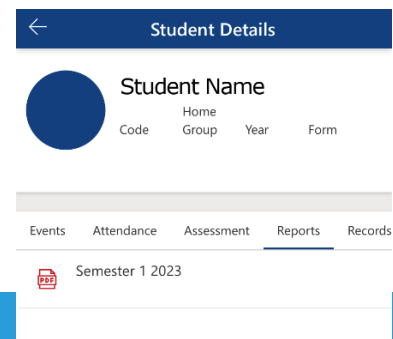 Student Details
Student Name
Code Home Group Year Form
Events Attendance Assessment Reports Records
PDF Semester 1 2023